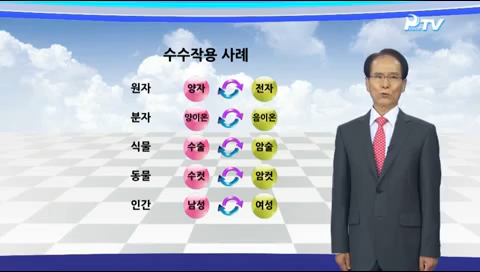 PTV
수수작용 사례
원자 양자 전자
분자 양이온 음이온
식물 수술 암술
동물 수컷 암컷
인간 남성 여성